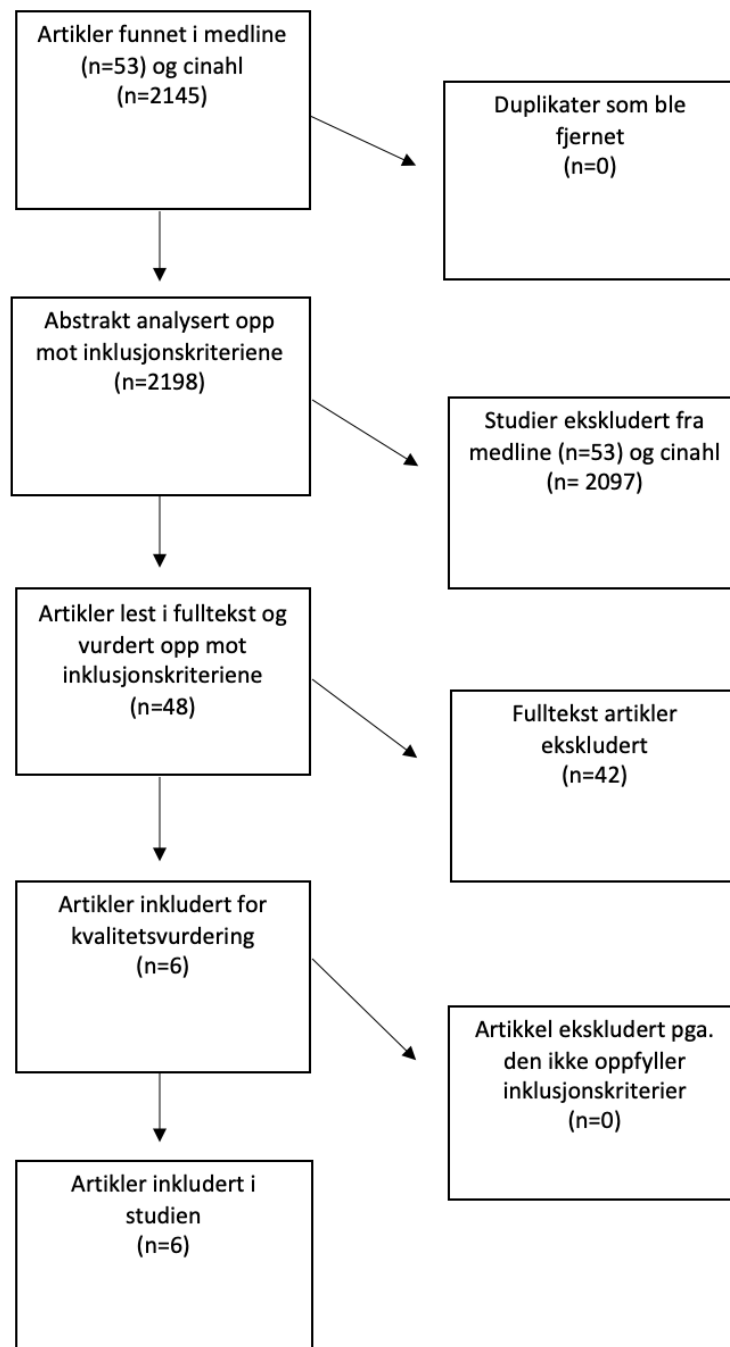 Artikler funnet i medline
(n=53) og cinahl
(n=2145)
Duplikater som ble
fjernet
(n=0)
Abstrakt analysert opp
mot inklusjonskriteriene
(n=2198)
Studier ekskludert fra
medline (n=53) og cinahl
(n= 2097)
Artikler lest i fulltekst og
vurdert opp mot
inklusjonskriteriene
(n=48)
Fulltekst artikler
ekskludert
(n=42)
Artikler inkludert for
kvalitetsvurdering
(n=6)
Artikkel ekskludert pga.
den ikke oppfyller
inklusjonskriterier
(n=0)
Artikler inkludert i
studien
(n=6)